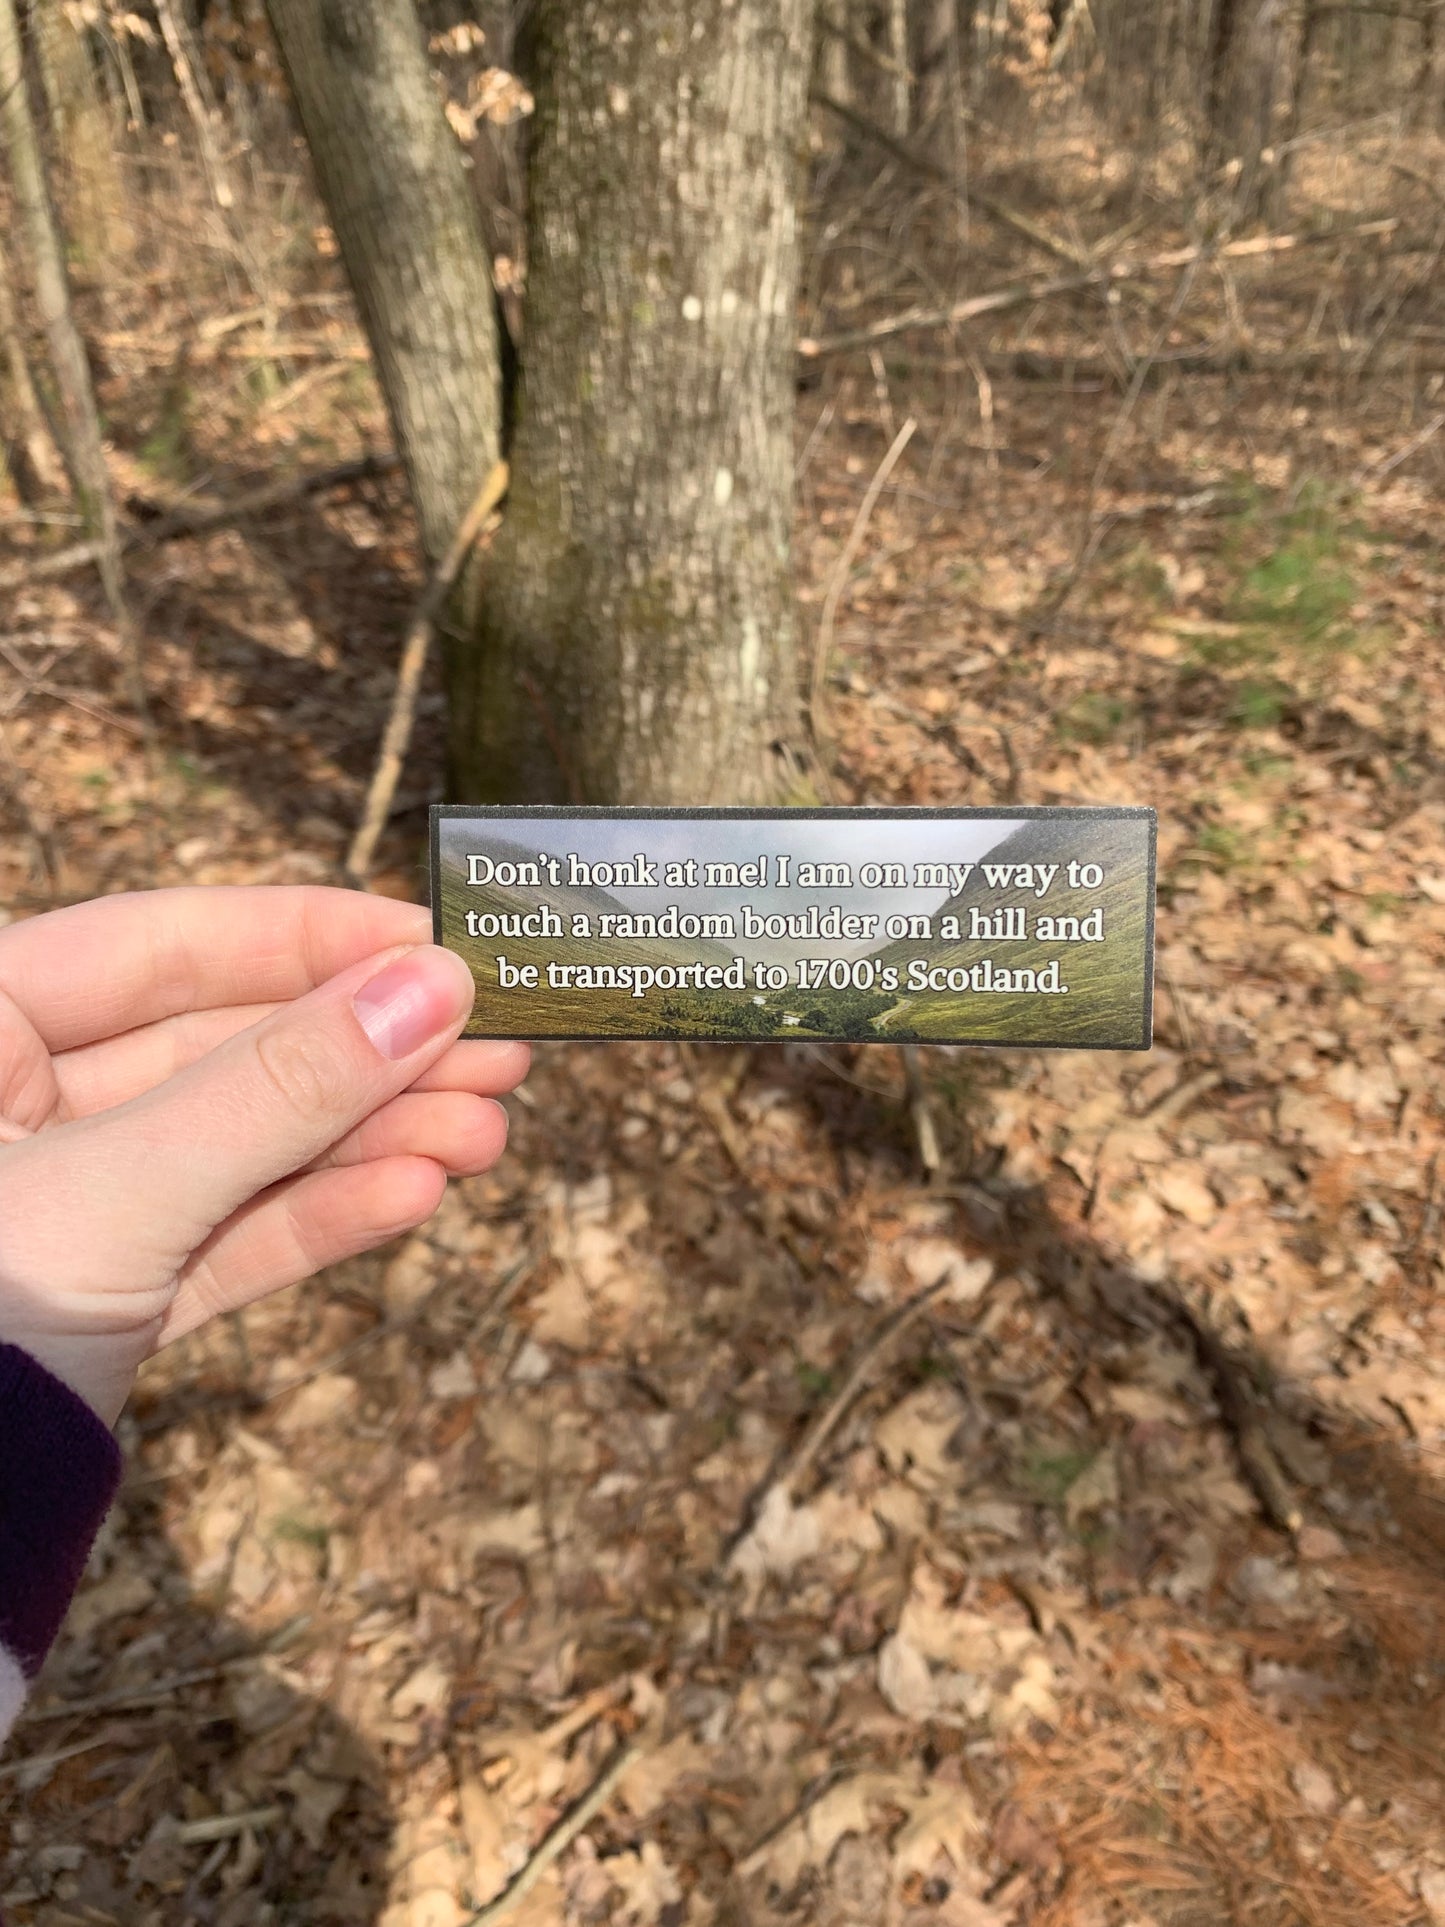 Don’t honk at me! I am on my way to
touch a random boulder on a hill and
be transported to 1700's Scotland.